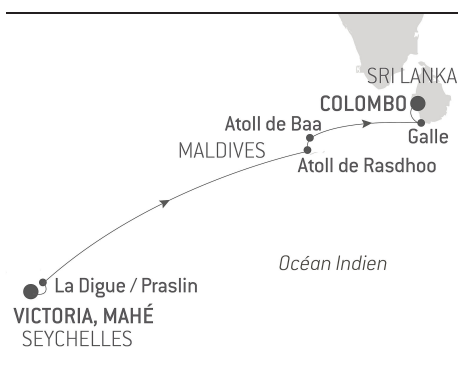 SRI LANKA
COLOMBO
Atoll de Baa
Galle
MALDIVES
Atoll de Rasdhoo
Océan Indien
La Digue / Praslin
VICTORIA, MAHÉ
SEYCHELLES